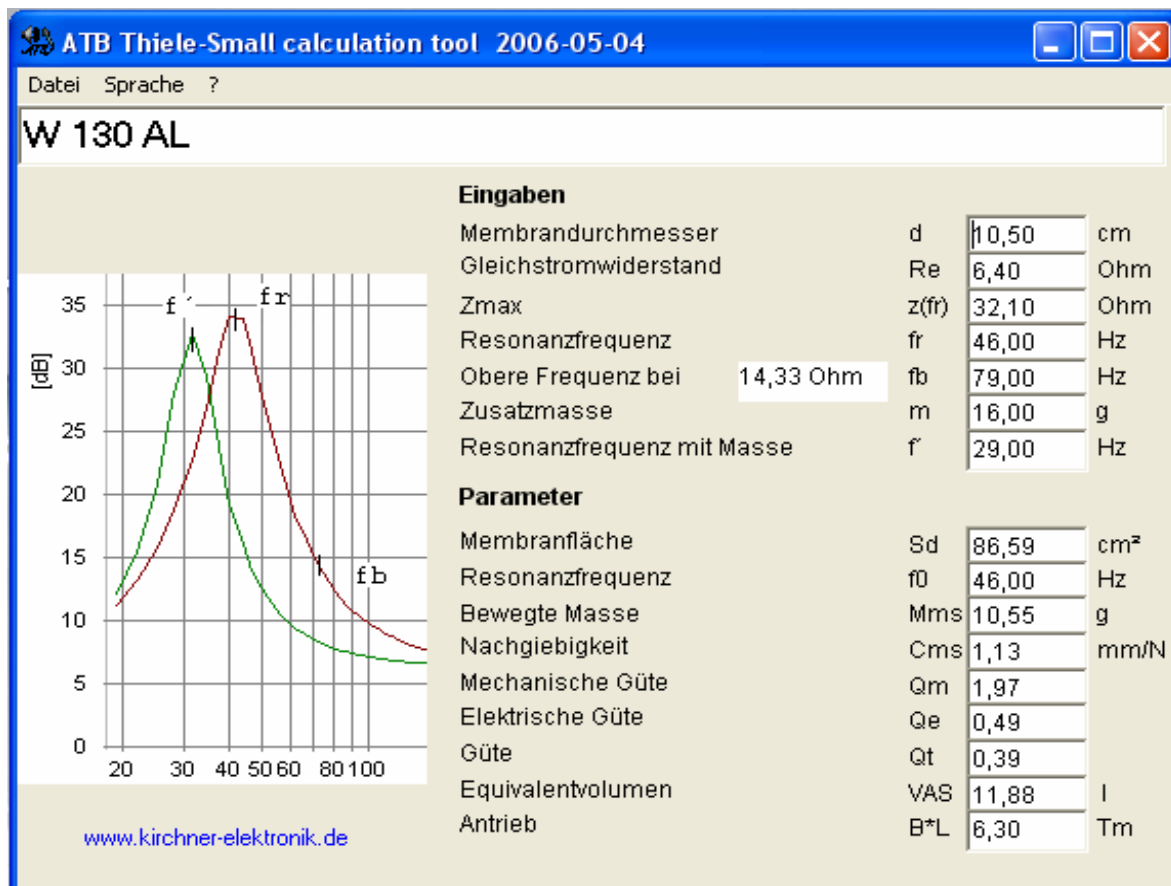 ATB Thiele-Small calculation tool 2006-05-04
Datei Sprache ?
W 130 AL
Eingaben
Membrandurchmesser d 10,50 cm
Gleichstromwiderstand Re 6,40 Ohm
Zmax z(fr) 32,10 Ohm
Resonanzfrequenz fr 46,00 Hz
Obere Frequenz bei 14,33 Ohm fb 79,00 Hz
Zusatzmasse m 16,00 g
Resonanzfrequenz mit Masse f´ 29,00 Hz
Parameter
Membranfläche Sd 86,59 cm²
Resonanzfrequenz f0 46,00 Hz
Bewegte Masse Mms 10,55 g
Nachgiebigkeit Cms 1,13 mm/N
Mechanische Güte Qm 1,97
Elektrische Güte Qe 0,49
Güte Qt 0,39
Equivalentvolumen VAS 11,88 l
Antrieb B*L 6,30 Tm
[dB]
f´ fr
fb
35
30
25
20
15
10
5
0
20 30 40 50 60 80 100
www.kirchner-elektronik.de